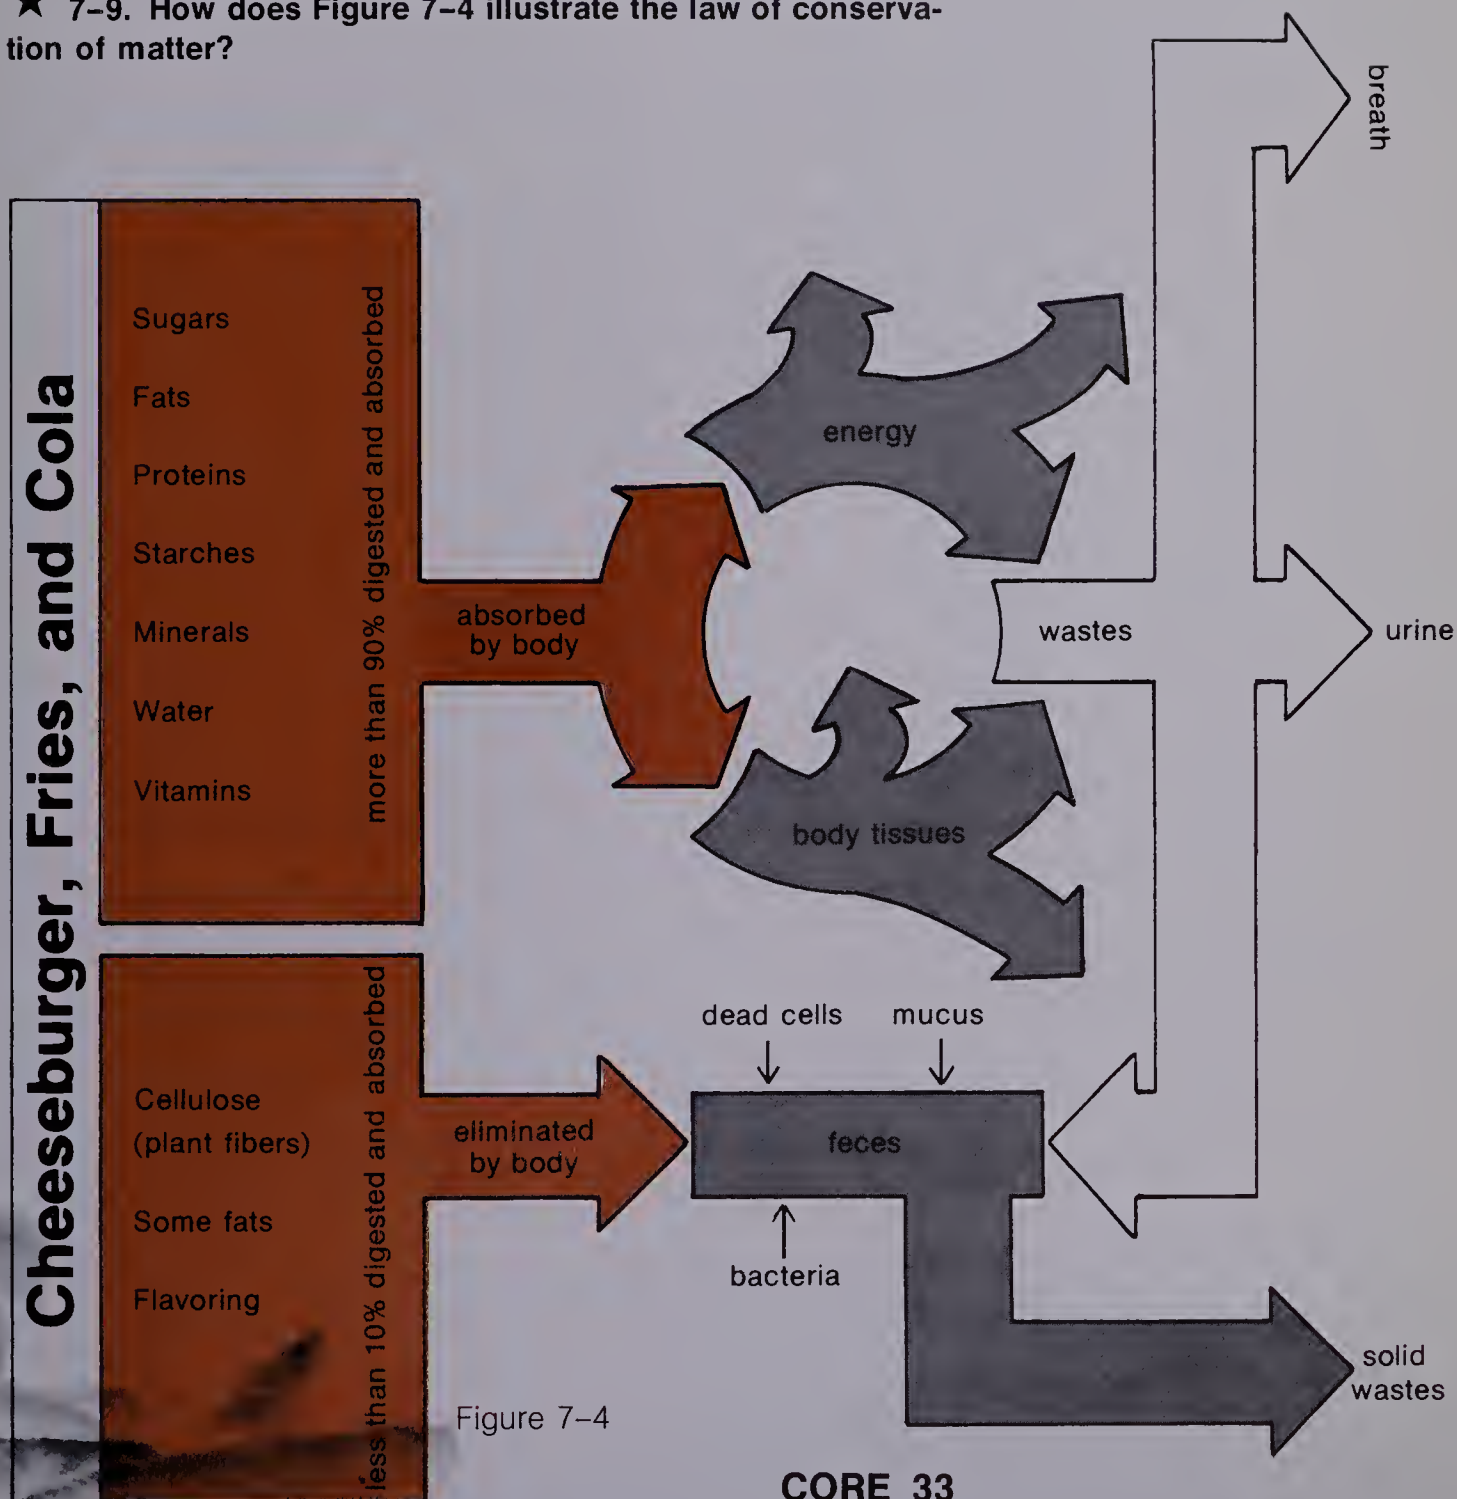 ★ 7–9. How does Figure 7–4 illustrate the law of conserva-
tion of matter?
breath
Cheeseburger, Fries, and Cola
Sugars
Fats
Proteins
Starches
Minerals
Water
Vitamins
more than 90% digested and absorbed
absorbed
by body
energy
wastes
urine
body tissues
dead cells
mucus
Cellulose
(plant fibers)
Some fats
Flavoring
less than 10% digested and absorbed
eliminated
by body
feces
bacteria
solid
wastes
Figure 7–4
CORE 33